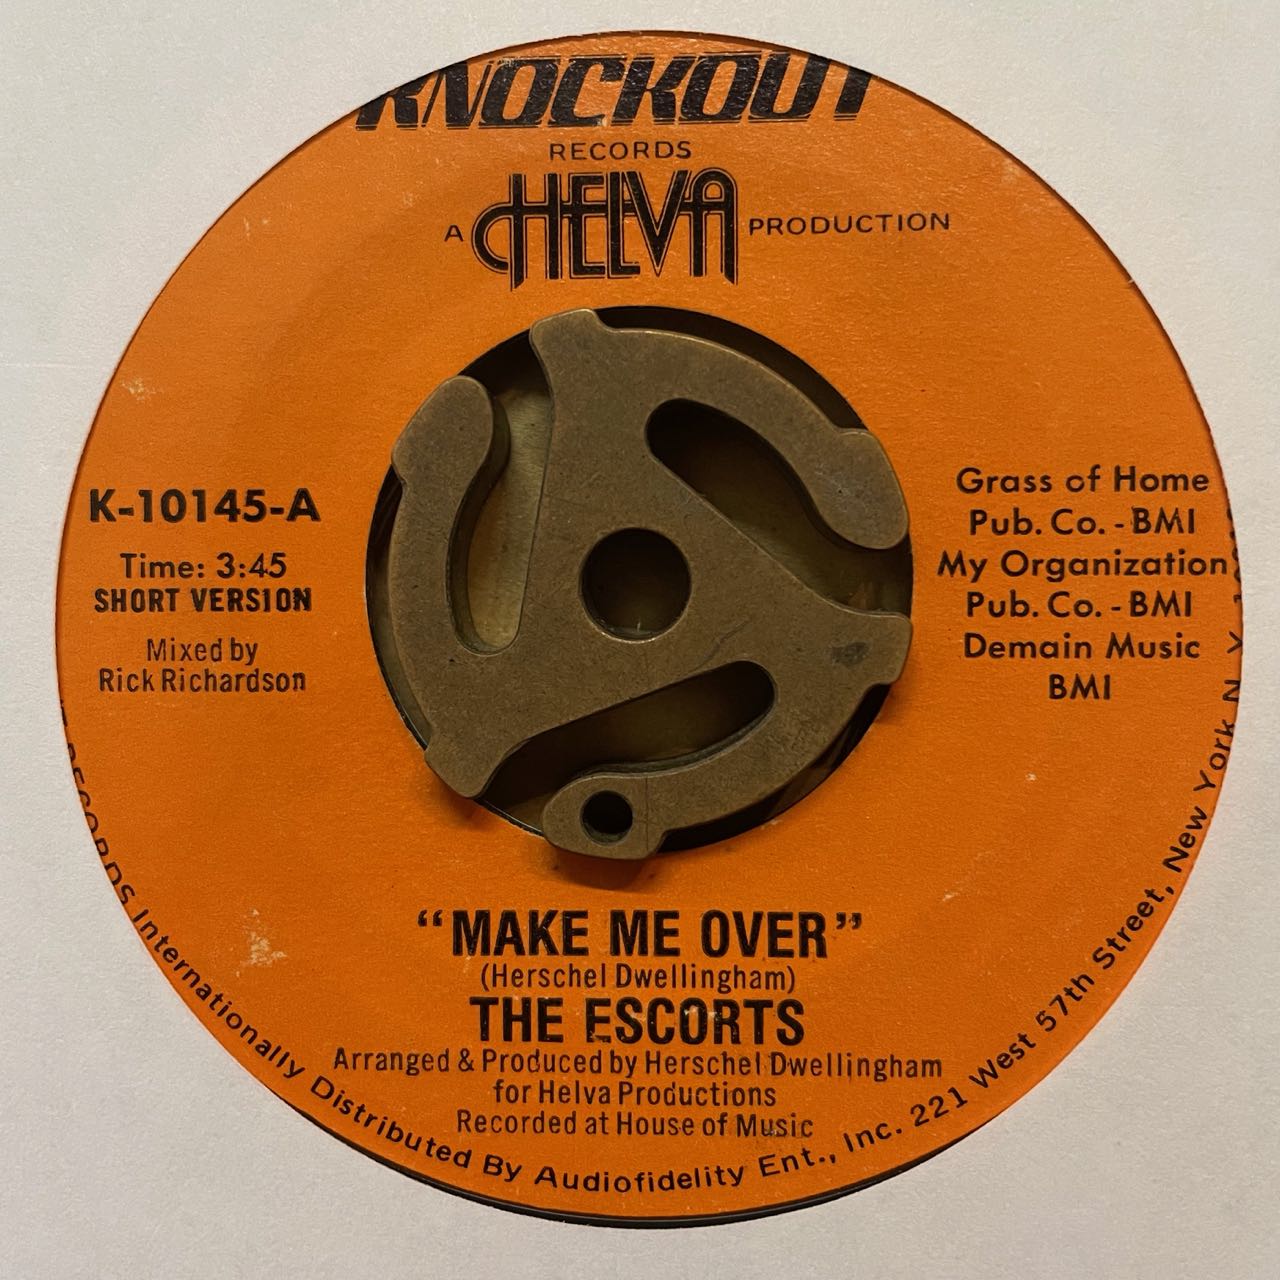 KNOCKOUT
RECORDS
A HELVA PRODUCTION
K-10145-A
Time: 3:45
SHORT VERSION
Mixed by
Rick Richardson
Grass of Home
Pub. Co. - BMI
My Organization
Pub. Co. - BMI
Demain Music
BMI
"MAKE ME OVER"
(Herschel Dwellingham)
THE ESCORTS
Arranged & Produced by Herschel Dwellingham
for Helva Productions
Recorded at House of Music
RECORDS Internationally Distributed By Audiofidelity Ent., Inc. 221 West 57th Street, New York N.Y.